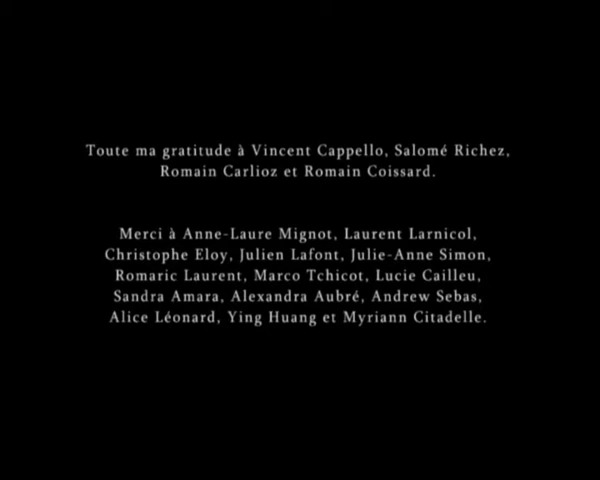 Toute ma gratitude à Vincent Cappello, Salomé Richez,
Romain Carlioz et Romain Coissard.
Merci à Anne-Laure Mignot, Laurent Larnicol,
Christophe Eloy, Julien Lafont, Julie-Anne Simon,
Romaric Laurent, Marco Tchicot, Lucie Cailleu,
Sandra Amara, Alexandra Aubré, Andrew Sebas,
Alice Léonard, Ying Huang et Myriann Citadelle.